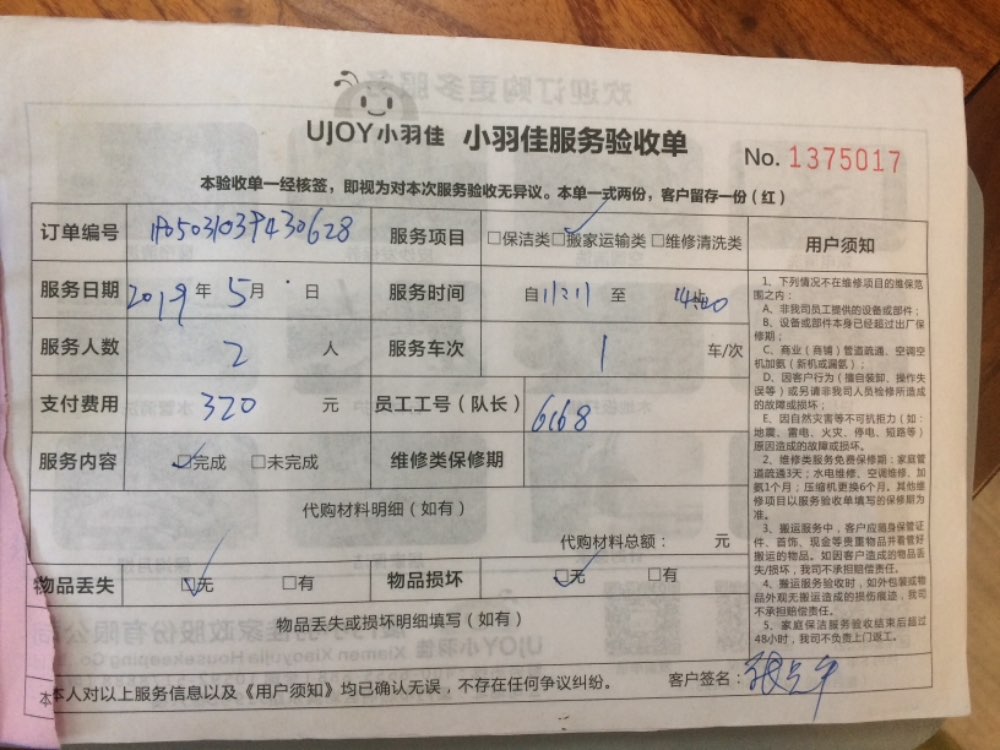 UJOY小羽佳 小羽佳服务验收单
No. 1375017
本验收单一经核签，即视为对本次服务验收无异议。本单一式两份，客户留存一份（红）
订单编号 服务项目 □保洁类□搬家运输类 □维修清洗类
服务日期 2019 年 5 月 日 服务时间 自 至
服务人数 2 人 服务车次 1 车/次
支付费用 320 元 员工工号（队长） 6168
服务内容 □完成 □未完成 维修类保修期
代购材料明细（如有）
代购材料总额： 元
物品丢失 □无 □有 物品损坏 □无 □有
物品丢失或损坏明细填写（如有）
本人对以上服务信息以及《用户须知》均已确认无误，不存在任何争议纠纷。 客户签名：
用户须知
1、下列情况不在维修项目的维保范
围之内：
A、非我司员工提供的设备或部件；
B、设备或部件本身已经超过出厂保
修期；
C、商业（商铺）管道疏通、空调空
机加氨（新机或漏氨）；
D、因客户行为（擅自装卸、操作失
误等）或另请非我司人员检修所造成
的故障或损坏；
E、因自然灾害等不可抗拒力（如：
地震、雷电、火灾、停电、短路等）
原因造成的故障或损坏。
2、维修类服务免费保修期：家庭管
道疏通3天；水电维修、空调维修、加
氨1个月；压缩机更换6个月。其他维
修项目以服务验收单填写的保修期为
准。
3、搬运服务中，客户应随身保管证
件、首饰、现金等贵重物品并看管好
搬运的物品。如因客户造成的物品丢
失/损坏，我司不承担赔偿责任。
4、搬运服务验收时，如外包装或物
品外观无搬运造成的损伤痕迹，我司
不承担赔偿责任。
5、家庭保洁服务验收结束后超过
48小时，我司不负责上门返工。